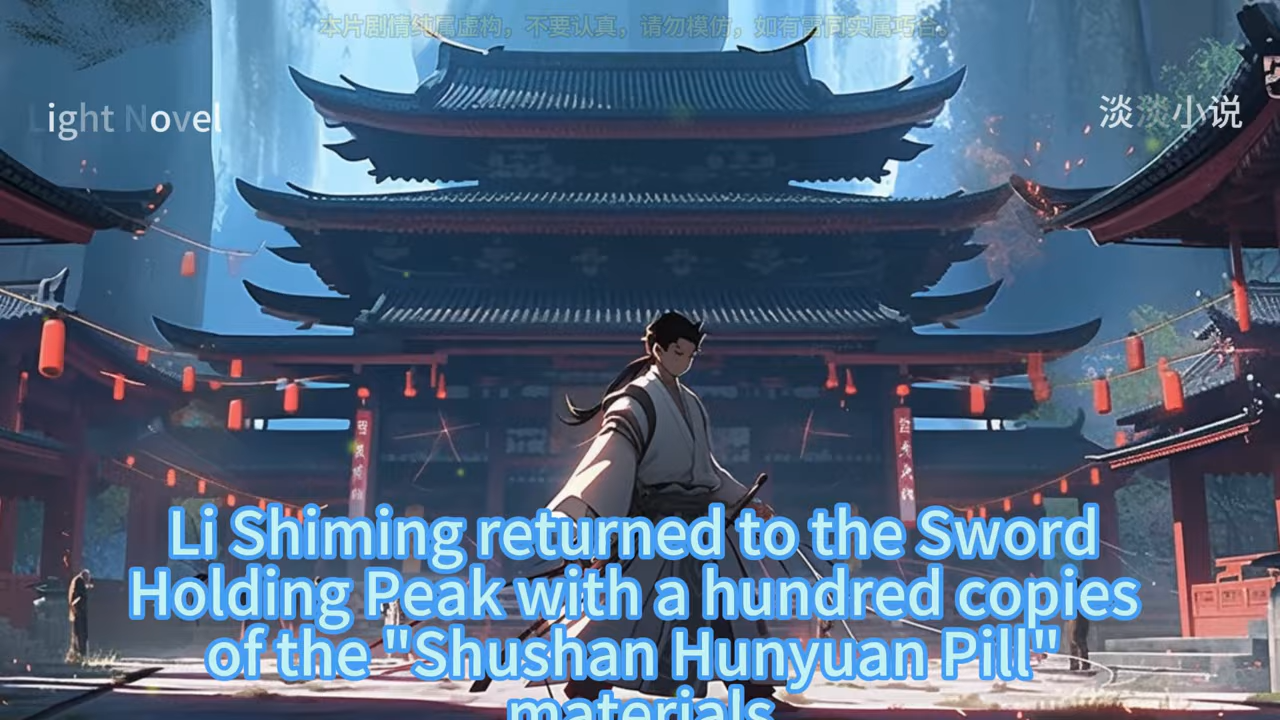 本片剧情纯属虚构，不要认真，请勿模仿，如有雷同实属巧合。
Light Novel
淡淡小说
Li Shiming returned to the Sword
Holding Peak with a hundred copies
of the "Shushan Hunyuan Pill"
materials